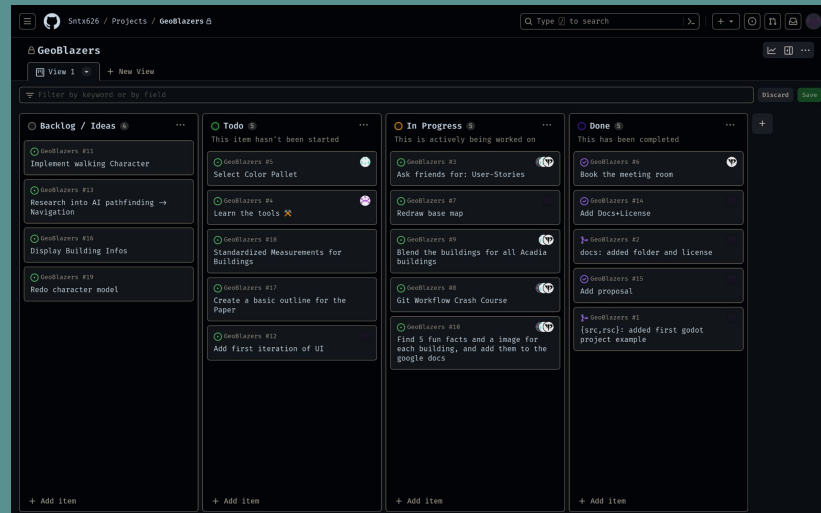 Sntx626 / Projects / GeoBlazers
Type / to search
GeoBlazers
View 1
+ New View
Filter by keyword or by field
Discard
Save
Backlog / Ideas 4
GeoBlazers #11
Implement walking Character
GeoBlazers #13
Research into AI pathfinding →
Navigation
GeoBlazers #16
Display Building Infos
GeoBlazers #19
Redo character model
+ Add item
Todo 5
This item hasn't been started
GeoBlazers #5
Select Color Pallet
GeoBlazers #4
Learn the tools 🛠
GeoBlazers #18
Standardized Measurements for
Buildings
GeoBlazers #17
Create a basic outline for the
Paper
GeoBlazers #12
Add first iteration of UI
+ Add item
In Progress 5
This is actively being worked on
GeoBlazers #3
Ask friends for: User-Stories
GeoBlazers #7
Redraw base map
GeoBlazers #9
Blend the buildings for all Acadia
buildings
GeoBlazers #8
Git Workflow Crash Course
GeoBlazers #10
Find 5 fun facts and a image for
each building, and add them to the
google docs
+ Add item
Done 5
This has been completed
GeoBlazers #6
Book the meeting room
GeoBlazers #14
Add Docs+License
GeoBlazers #2
docs: added folder and license
GeoBlazers #15
Add proposal
GeoBlazers #1
{src,rsc}: added first godot
project example
+ Add item